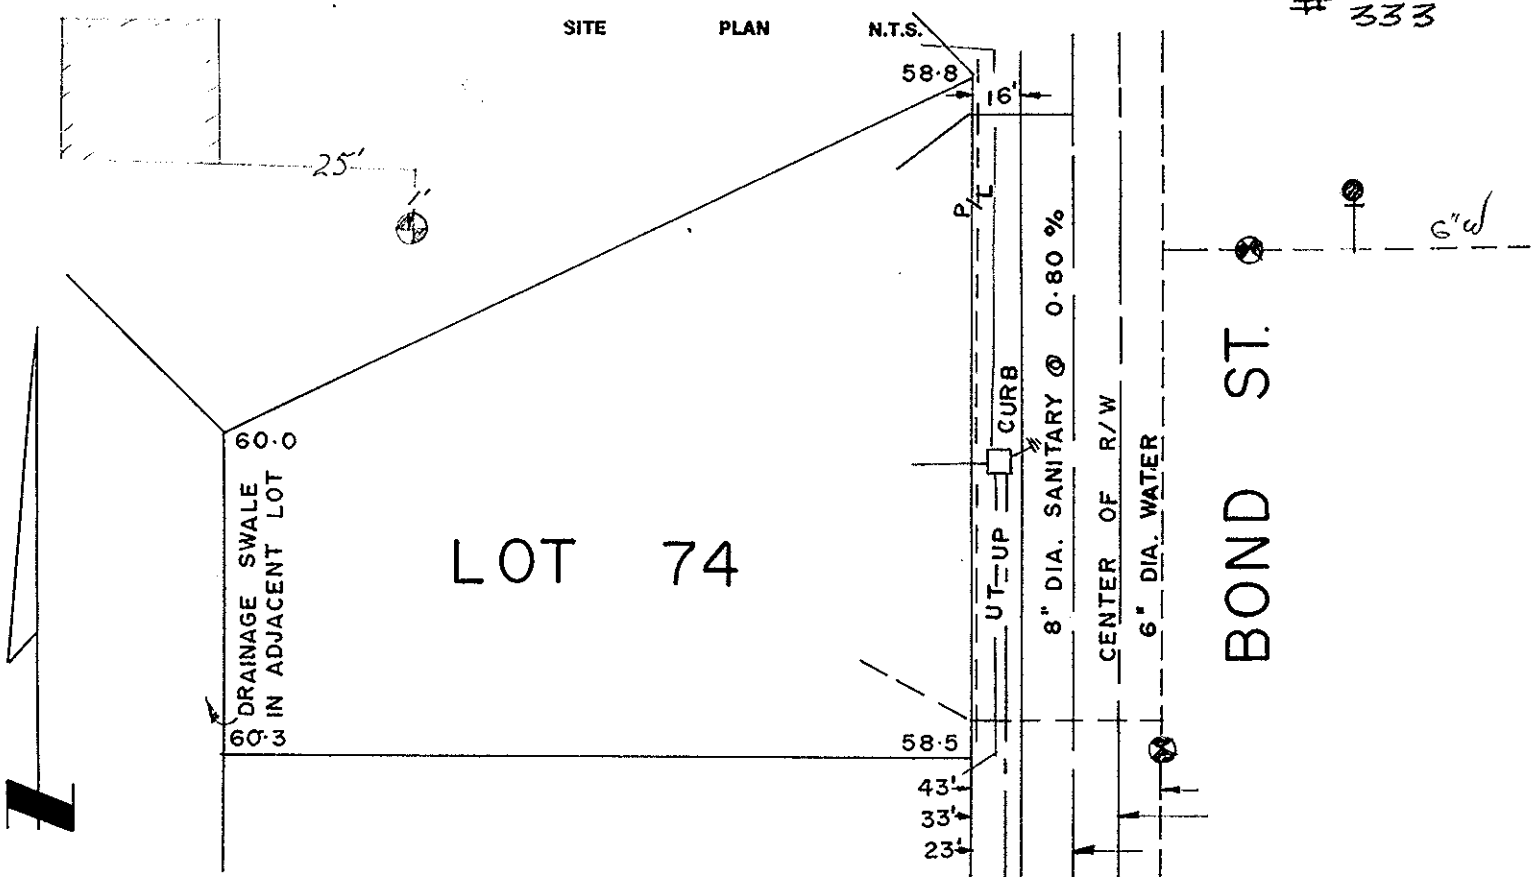 # 333
SITE PLAN N.T.S.
58.8
16'
25'
1'
P/L
6" W
60.0
DRAINAGE SWALE
IN ADJACENT LOT
60.3
LOT 74
UT-UP
CURB
8" DIA. SANITARY @ 0.80 %
CENTER OF R/W
6" DIA. WATER
BOND ST.
58.5
43'
33'
23'